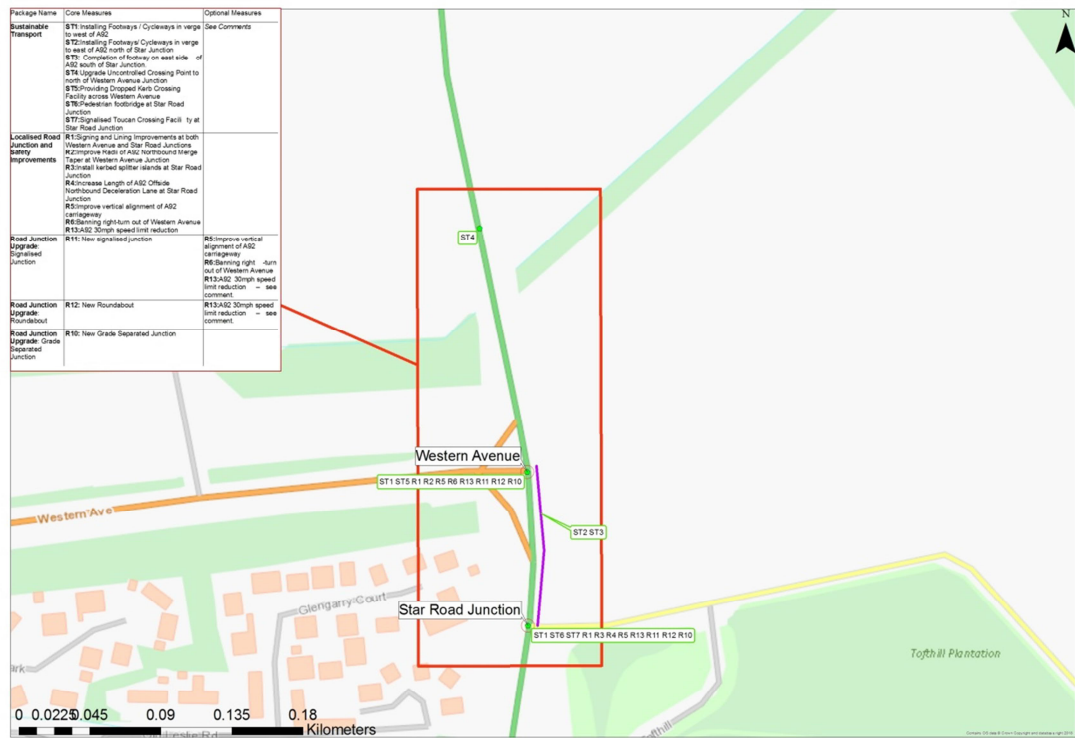 Package Name Core Measures Optional Measures
Sustainable Transport
ST1:Installing Footways / Cycleways in verge
to west of A92
ST2:Installing Footways/ Cycleways in verge
to east of A92 north of Star Junction
ST3: Completion of footway on east side of
A92 south of Star Junction.
ST4:Upgrade Uncontrolled Crossing Point to
north of Western Avenue Junction
ST5:Providing Dropped Kerb Crossing
Facility across Western Avenue
ST6:Pedestrian footbridge at Star Road
Junction
ST7:Signalised Toucan Crossing Facili ty at
Star Road Junction
See Comments
Localised Road
Junction and
Safety
Improvements
R1:Signing and Lining Improvements at both
Western Avenue and Star Road Junctions
R2:Improve Radii of A92 Northbound Merge
Taper at Western Avenue Junction
R3:Install kerbed splitter islands at Star Road
Junction
R4:Increase Length of A92 Offside
Northbound Deceleration Lane at Star Road
Junction
R5:Improve vertical alignment of A92
carriageway
R6:Banning right-turn out of Western Avenue
R13:A92 30mph speed limit reduction
Road Junction
Upgrade:
Signalised
Junction
R11: New signalised junction
R5:Improve vertical
alignment of A92
carriageway
R6:Banning right -turn
out of Western Avenue
R13:A92 30mph speed
limit reduction – see
comment.
Road Junction
Upgrade:
Roundabout
R12: New Roundabout
R13:A92 30mph speed
limit reduction – see
comment.
Road Junction
Upgrade: Grade
Separated
Junction
R10: New Grade Separated Junction
N
ST4
Western Avenue
ST1 ST5 R1 R2 R5 R6 R13 R11 R12 R10
Western Ave
ST2 ST3
Glengarry Court
Star Road Junction
ST1 ST6 ST7 R1 R3 R4 R5 R13 R11 R12 R10
Tofthill Plantation
irk
Leslie Rd
Tofthill
0 0.0225 0.045 0.09 0.135 0.18
Kilometers